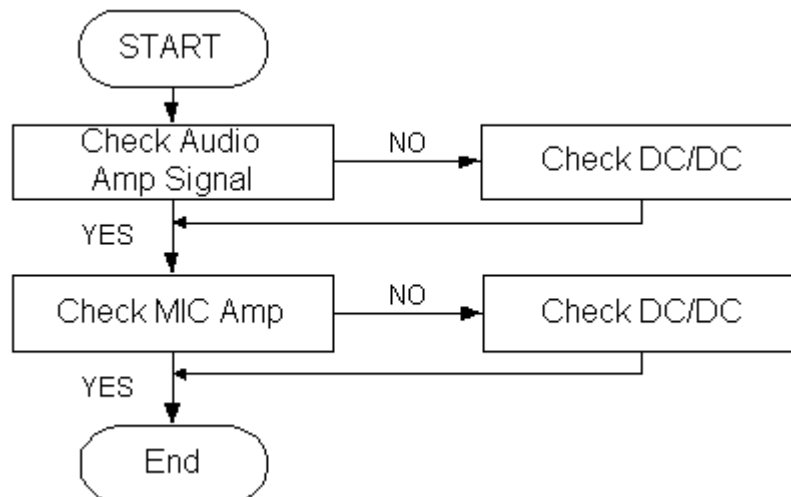 START
Check Audio
Amp Signal
NO
Check DC/DC
YES
Check MIC Amp
NO
Check DC/DC
YES
End